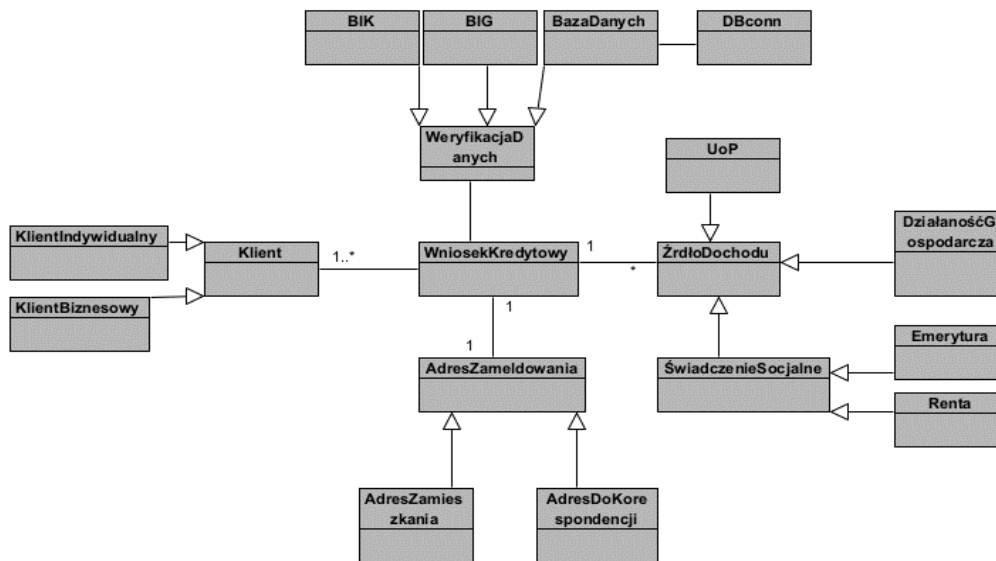 BIK
BIG
BazaDanych
DBconn
WeryfikacjaD
anych
UoP
KlientIndywidualny
Klient
1..*
WniosekKredytowy
1
*
ŹrdłoDochodu
DziałanośćG
ospodarcza
KlientBiznesowy
1
1
AdresZameldowania
ŚwiadczenieSocjalne
Emerytura
Renta
AdresZamies
zkania
AdresDoKore
spondencji